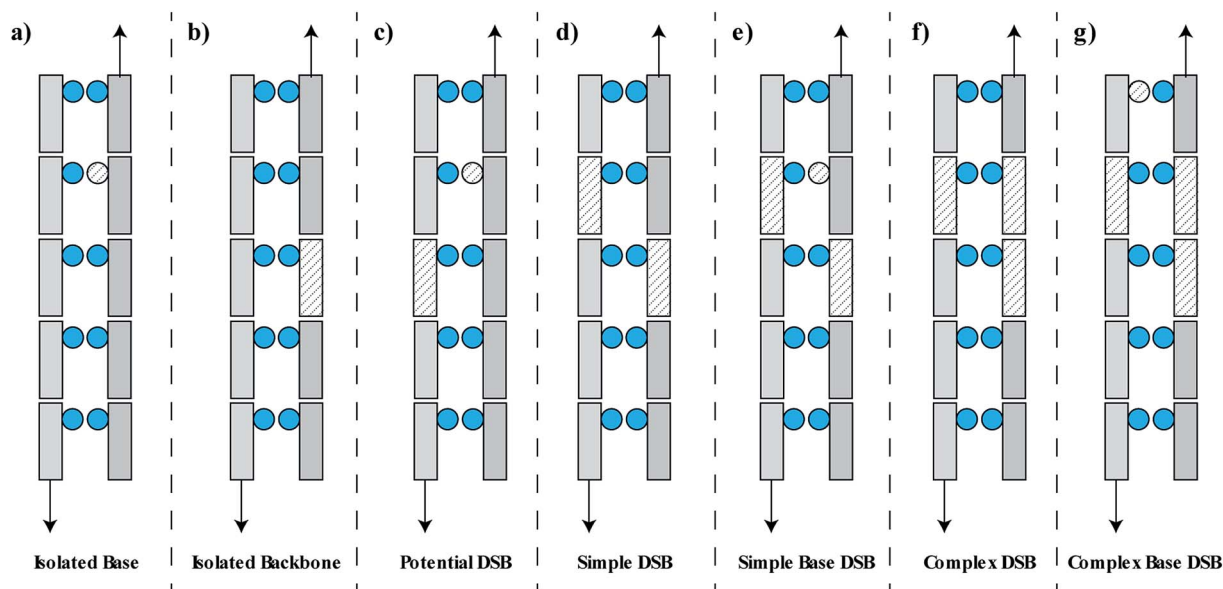 a) b) c) d) e) f) g)
Isolated Base Isolated Backbone Potential DSB Simple DSB Simple Base DSB Complex DSB Complex Base DSB